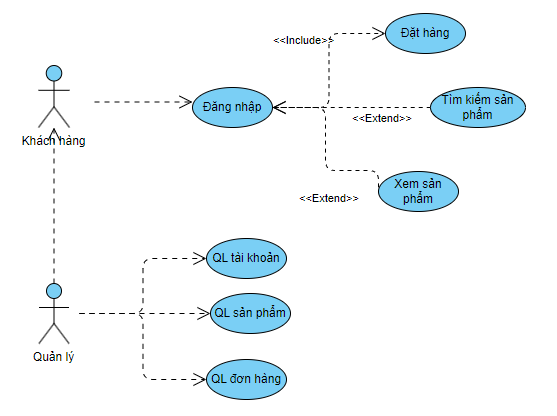 Đặt hàng
<<Include>>
Đăng nhập
Tìm kiếm sản
phẩm
<<Extend>>
Khách hàng
Xem sản
phẩm
<<Extend>>
QL tài khoản
QL sản phẩm
Quản lý
QL đơn hàng